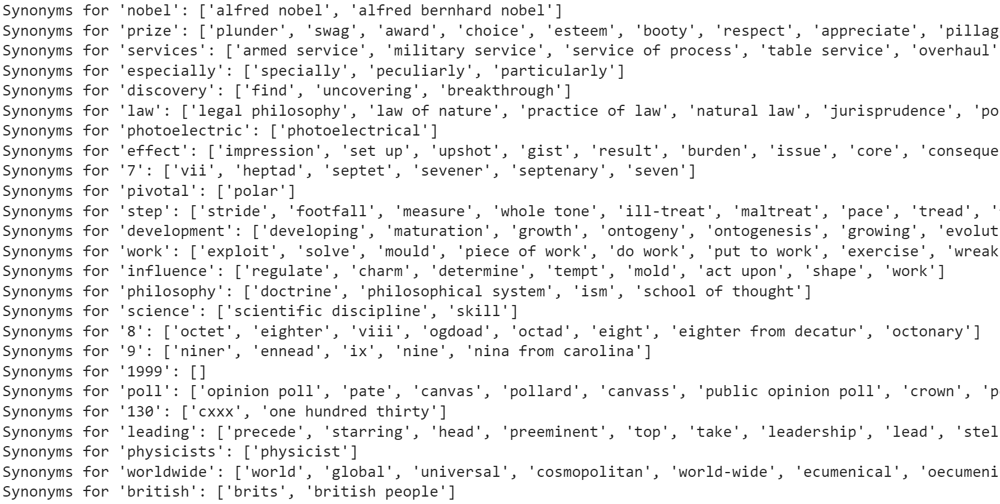 Synonyms for 'nobel': ['alfred nobel', 'alfred bernhard nobel']
Synonyms for 'prize': ['plunder', 'swag', 'award', 'choice', 'esteem', 'booty', 'respect', 'appreciate', 'pillag
Synonyms for 'services': ['armed service', 'military service', 'service of process', 'table service', 'overhaul'
Synonyms for 'especially': ['specially', 'peculiarly', 'particularly']
Synonyms for 'discovery': ['find', 'uncovering', 'breakthrough']
Synonyms for 'law': ['legal philosophy', 'law of nature', 'practice of law', 'natural law', 'jurisprudence', 'po
Synonyms for 'photoelectric': ['photoelectrical']
Synonyms for 'effect': ['impression', 'set up', 'upshot', 'gist', 'result', 'burden', 'issue', 'core', 'conseque
Synonyms for '7': ['vii', 'heptad', 'septet', 'sevener', 'septenary', 'seven']
Synonyms for 'pivotal': ['polar']
Synonyms for 'step': ['stride', 'footfall', 'measure', 'whole tone', 'ill-treat', 'maltreat', 'pace', 'tread', '
Synonyms for 'development': ['developing', 'maturation', 'growth', 'ontogeny', 'ontogenesis', 'growing', 'evolut
Synonyms for 'work': ['exploit', 'solve', 'mould', 'piece of work', 'do work', 'put to work', 'exercise', 'wreak
Synonyms for 'influence': ['regulate', 'charm', 'determine', 'tempt', 'mold', 'act upon', 'shape', 'work']
Synonyms for 'philosophy': ['doctrine', 'philosophical system', 'ism', 'school of thought']
Synonyms for 'science': ['scientific discipline', 'skill']
Synonyms for '8': ['octet', 'eighter', 'viii', 'ogdoad', 'octad', 'eight', 'eighter from decatur', 'octonary']
Synonyms for '9': ['niner', 'ennead', 'ix', 'nine', 'nina from carolina']
Synonyms for '1999': []
Synonyms for 'poll': ['opinion poll', 'pate', 'canvas', 'pollard', 'canvass', 'public opinion poll', 'crown', 'p
Synonyms for '130': ['cxxx', 'one hundred thirty']
Synonyms for 'leading': ['precede', 'starring', 'head', 'preeminent', 'top', 'take', 'leadership', 'lead', 'stel
Synonyms for 'physicists': ['physicist']
Synonyms for 'worldwide': ['world', 'global', 'universal', 'cosmopolitan', 'world-wide', 'ecumenical', 'oecumeni
Synonyms for 'british': ['brits', 'british people']